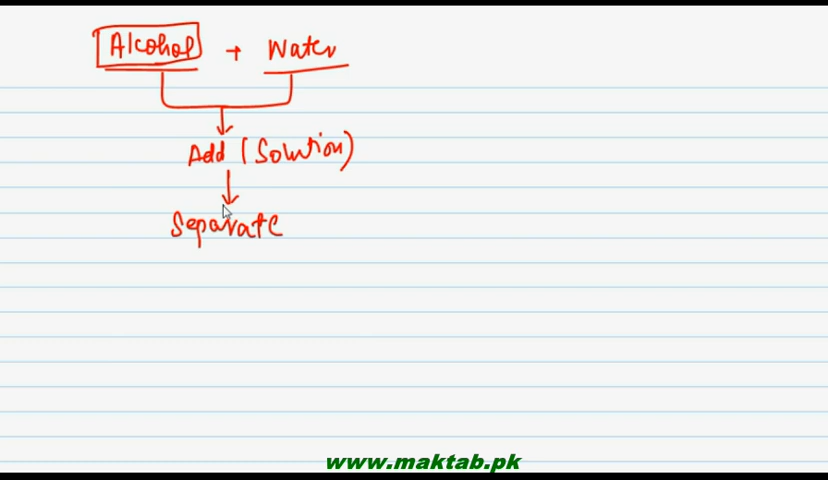 Alcohol + Water
Add (Solution)
Separate
www.maktab.pk